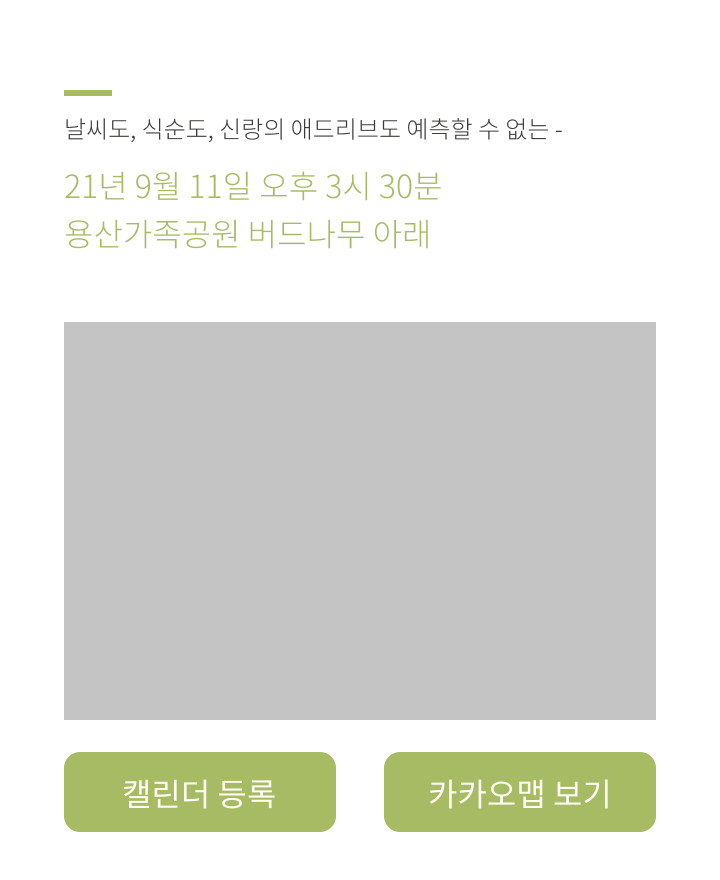 날씨도, 식순도, 신랑의 애드리브도 예측할 수 없는 -
21년 9월 11일 오후 3시 30분
용산가족공원 버드나무 아래
캘린더 등록
카카오맵 보기